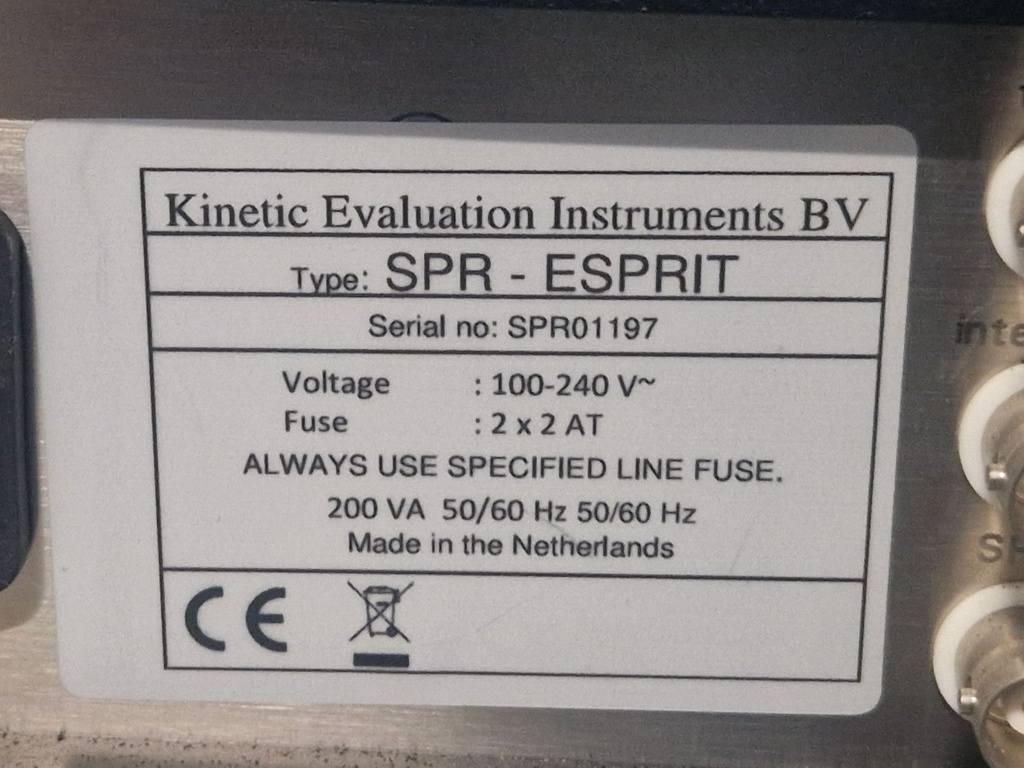 Kinetic Evaluation Instruments BV
Type: SPR - ESPRIT
Serial no: SPR01197
Voltage : 100-240 V~
Fuse : 2 x 2 AT
ALWAYS USE SPECIFIED LINE FUSE.
200 VA 50/60 Hz 50/60 Hz
Made in the Netherlands
CE